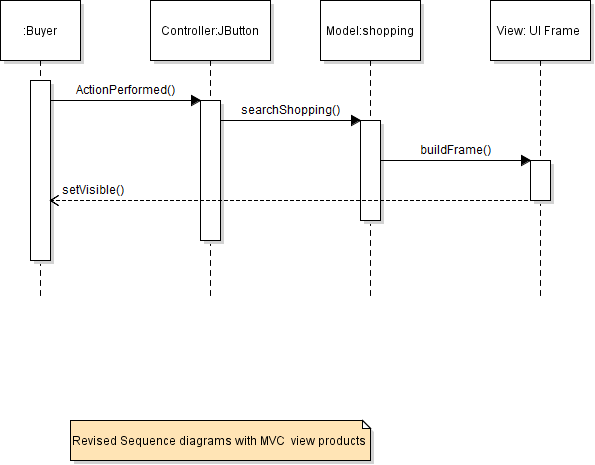 :Buyer
Controller:JButton
Model:shopping
View: UI Frame
ActionPerformed()
searchShopping()
buildFrame()
setVisible()
Revised Sequence diagrams with MVC  view products